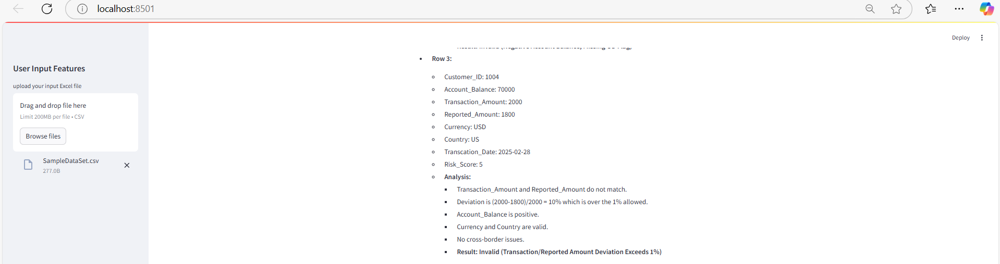 localhost:8501
Deploy
User Input Features
upload your input Excel file
Drag and drop file here
Limit 200MB per file • CSV
Browse files
SampleDataSet.csv
277.0B
Row 3:
Customer_ID: 1004
Account_Balance: 70000
Transaction_Amount: 2000
Reported_Amount: 1800
Currency: USD
Country: US
Transcation_Date: 2025-02-28
Risk_Score: 5
Analysis:
Transaction_Amount and Reported_Amount do not match.
Deviation is (2000-1800)/2000 = 10% which is over the 1% allowed.
Account_Balance is positive.
Currency and Country are valid.
No cross-border issues.
Result: Invalid (Transaction/Reported Amount Deviation Exceeds 1%)